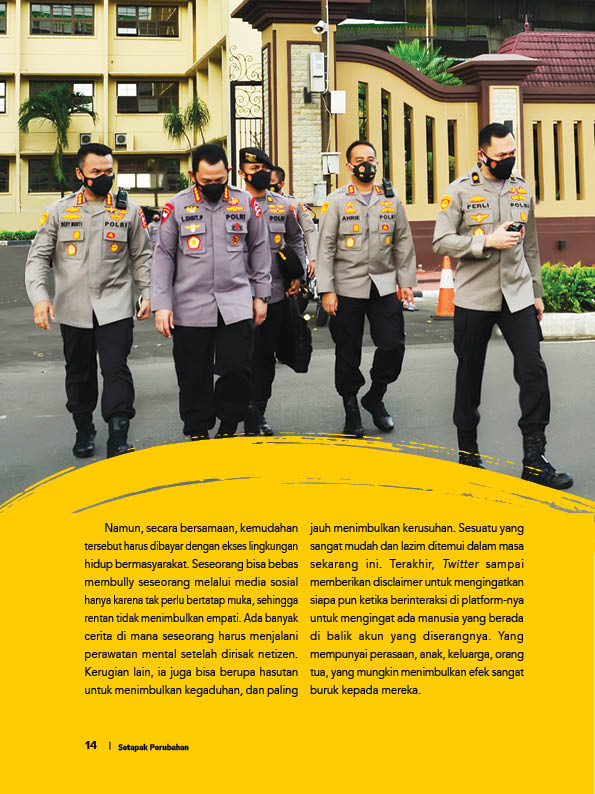 POLRI
L.SIGIT.P
POLRI
AHRIE
POLRI
FERLI
POLRI
Namun, secara bersamaan, kemudahan
tersebut harus dibayar dengan ekses lingkungan
hidup bermasyarakat. Seseorang bisa bebas
membully seseorang melalui media sosial
hanya karena tak perlu bertatap muka, sehingga
rentan tidak menimbulkan empati. Ada banyak
cerita di mana seseorang harus menjalani
perawatan mental setelah dirisak netizen.
Kerugian lain, ia juga bisa berupa hasutan
untuk menimbulkan kegaduhan, dan paling
jauh menimbulkan kerusuhan. Sesuatu yang
sangat mudah dan lazim ditemui dalam masa
sekarang ini. Terakhir, Twitter sampai
memberikan disclaimer untuk mengingatkan
siapa pun ketika berinteraksi di platform-nya
untuk mengingat ada manusia yang berada
di balik akun yang diserangnya. Yang
mempunyai perasaan, anak, keluarga, orang
tua, yang mungkin menimbulkan efek sangat
buruk kepada mereka.
14 | Setapak Perubahan